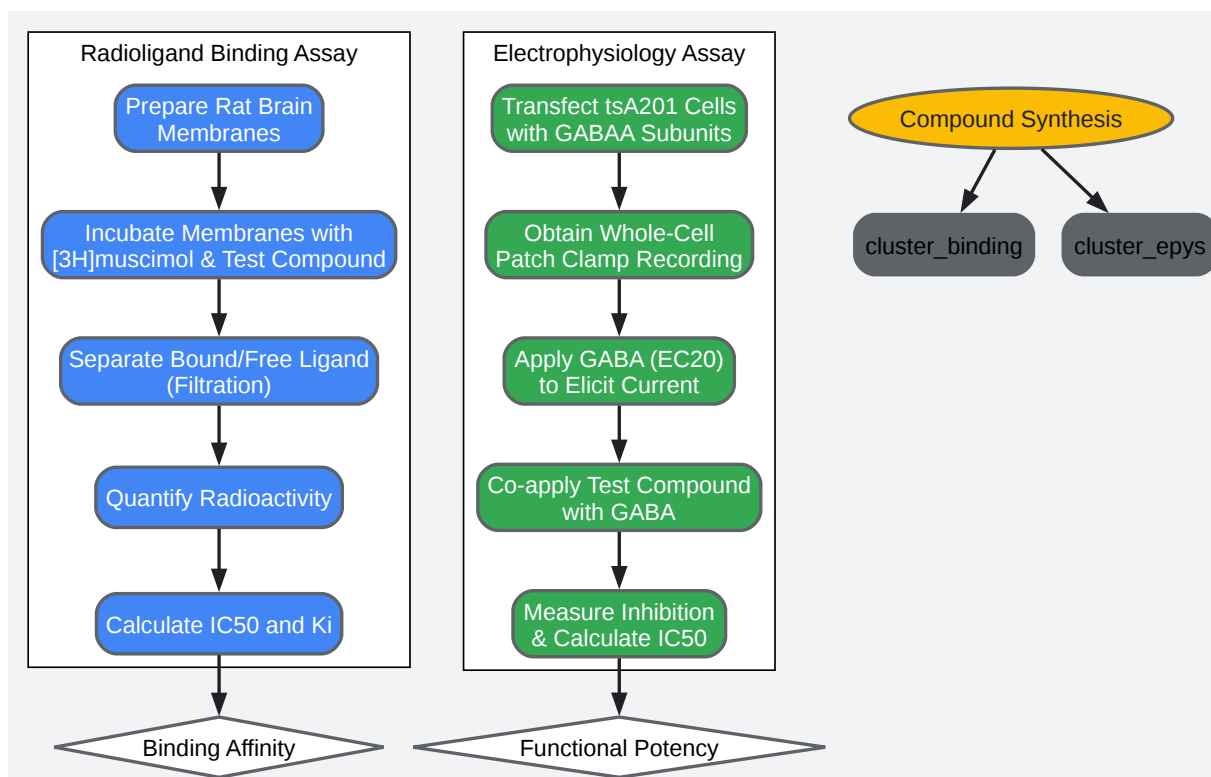 Radioligand Binding Assay
Prepare Rat Brain
Membranes
Incubate Membranes with
[3H]muscimol & Test Compound
Separate Bound/Free Ligand
(Filtration)
Quantify Radioactivity
Calculate IC50 and Ki
Binding Affinity
Electrophysiology Assay
Transfect tsA201 Cells
with GABAA Subunits
Obtain Whole-Cell
Patch Clamp Recording
Apply GABA (EC20)
to Elicit Current
Co-apply Test Compound
with GABA
Measure Inhibition
& Calculate IC50
Functional Potency
Compound Synthesis
cluster_binding
cluster_epys